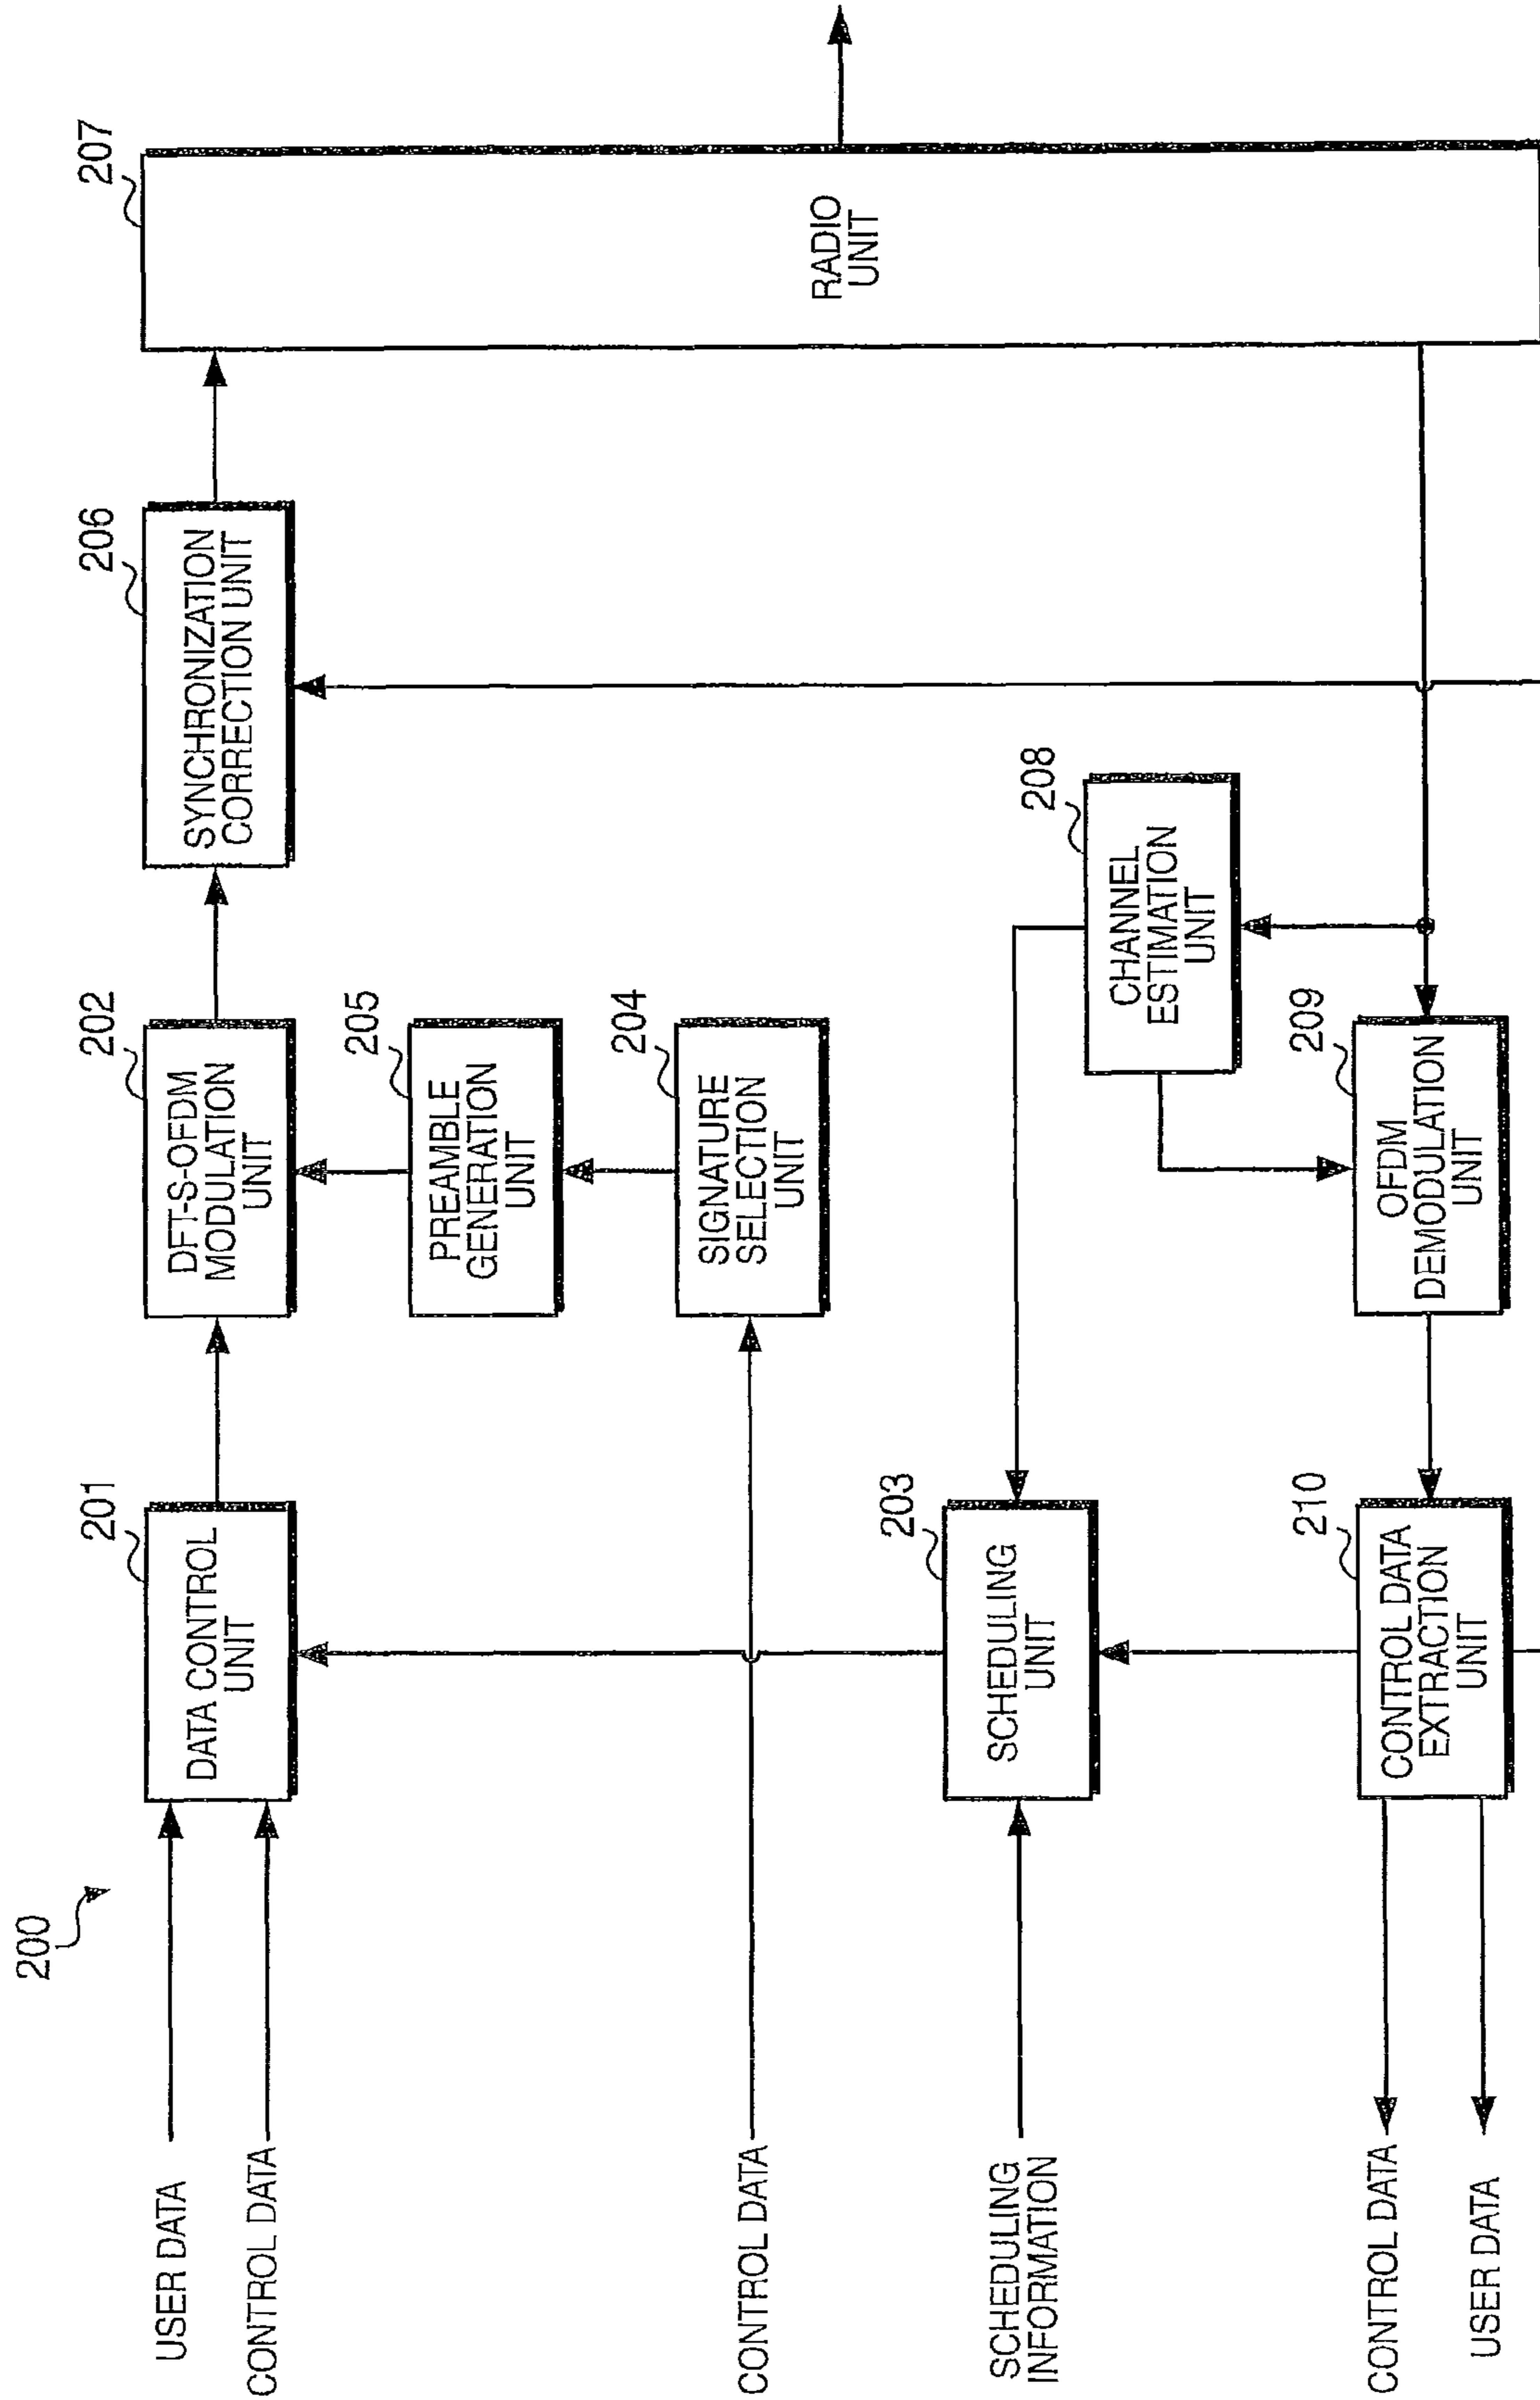 200
USER DATA
CONTROL DATA
201
DATA CONTROL
UNIT
202
DFT-S-OFDM
MODULATION
UNIT
206
SYNCHRONIZATION
CORRECTION UNIT
207
RADIO
UNIT
205
PREAMBLE
GENERATION
UNIT
CONTROL DATA
204
SIGNATURE
SELECTION
UNIT
SCHEDULING
INFORMATION
203
SCHEDULING
UNIT
208
CHANNEL
ESTIMATION
UNIT
CONTROL DATA
USER DATA
210
CONTROL DATA
EXTRACTION
UNIT
209
OFDM
DEMODULATION
UNIT